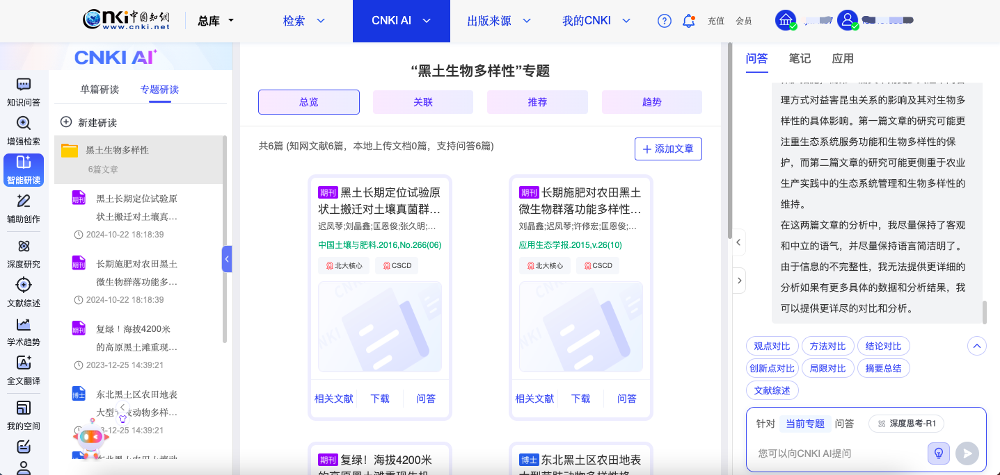 CNKI中国知网
www.cnki.net
总库
检索
CNKI AI
出版来源
我的CNKI
充值
会员
CNKI AI
知识问答
增强检索
智能研读
辅助创作
深度研究
文献综述
学术趋势
全文翻译
我的空间
单篇研读
专题研读
新建研读
黑土生物多样性
6篇文章
期刊
黑土长期定位试验原
状土搬迁对土壤真...
2024-10-22 18:18:39
期刊
长期施肥对农田黑土
微生物群落功能多...
2024-10-22 18:18:39
期刊
复绿！海拔4200米
的高原黑土滩重现...
2023-12-25 14:39:21
博士
东北黑土区农田地表
动物多样...
3-12-25 14:39:21
“黑土生物多样性”专题
总览
关联
推荐
趋势
共6篇 (知网文献6篇，本地上传文档0篇，支持问答6篇)
添加文章
期刊 黑土长期定位试验原
状土搬迁对土壤真菌群...
迟凤琴;刘晶鑫;匡恩俊;张久明;...
中国土壤与肥料.2016,No.266(06)
北大核心
CSCD
相关文献
下载
问答
期刊 长期施肥对农田黑土
微生物群落功能多样性...
刘晶鑫;迟凤琴;许修宏;匡恩俊;...
应用生态学报.2015,v.26(10)
北大核心
CSCD
相关文献
下载
问答
期刊 复绿！海拔4200米
博士 东北黑土区农田地表
问答
笔记
应用
理方式对益害昆虫关系的影响及其对生物多
样性的具体影响。第一篇文章的研究可能更
注重生态系统服务功能和生物多样性的保
护，而第二篇文章的研究可能更侧重于农业
生产实践中的生态系统管理和生物多样性的
维持。
在这两篇文章的分析中，我尽量保持了客观
和中立的语气，并尽量保持语言简洁明了。
由于信息的不完整性，我无法提供更详细的
分析如果有更多具体的数据和分析结果，我
可以提供更详尽的对比和分析。
观点对比
方法对比
结论对比
创新点对比
局限对比
摘要总结
文献综述
针对 当前专题 问答
深度思考-R1
您可以向CNKI AI提问